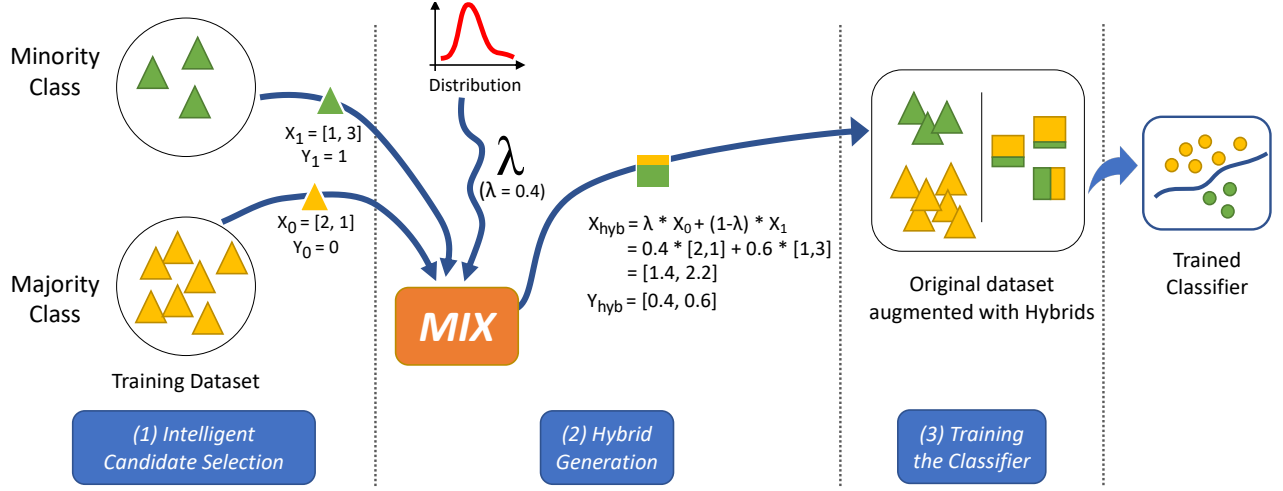 Minority
Class
X1 = [1, 3]
Y1 = 1
X0 = [2, 1]
Y0 = 0
Majority
Class
Training Dataset
(1) Intelligent
Candidate Selection
Distribution
λ
(λ = 0.4)
MIX
Xhyb = λ * X0 + (1-λ) * X1
= 0.4 * [2,1] + 0.6 * [1,3]
= [1.4, 2.2]
Yhyb = [0.4, 0.6]
(2) Hybrid
Generation
Original dataset
augmented with Hybrids
(3) Training
the Classifier
Trained
Classifier